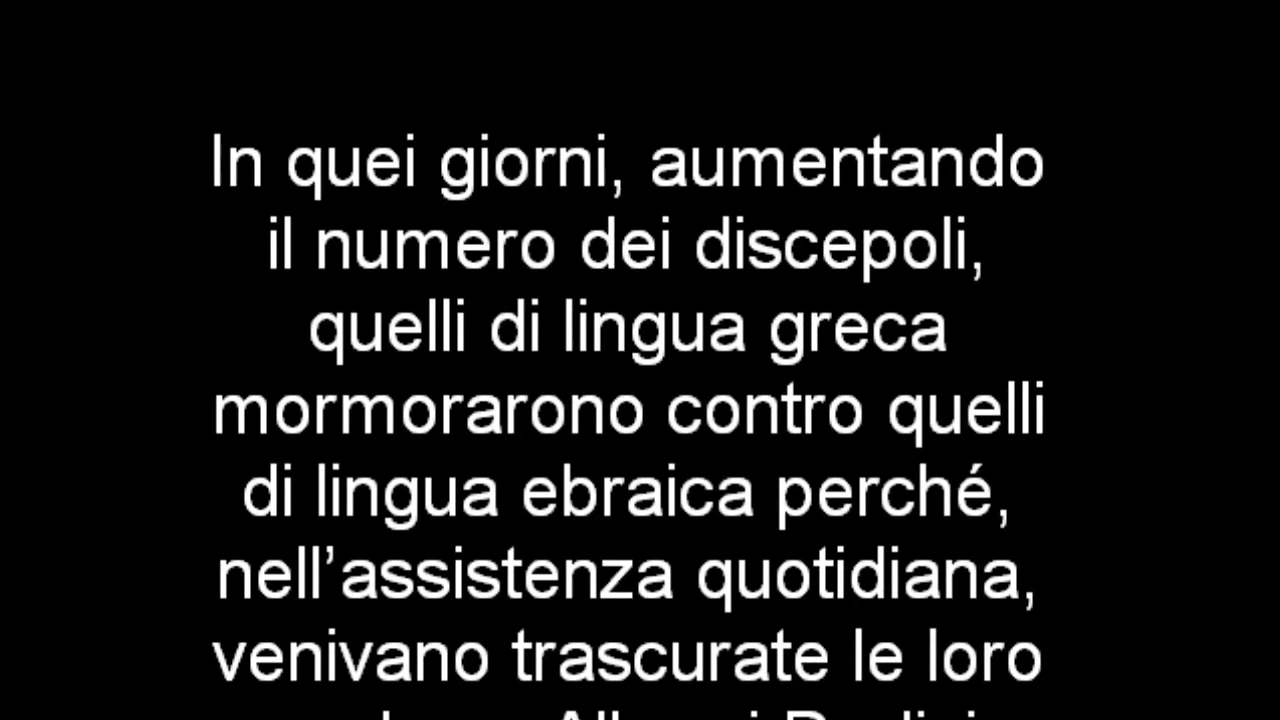 In quei giorni, aumentando
il numero dei discepoli,
quelli di lingua greca
mormorarono contro quelli
di lingua ebraica perché,
nell’assistenza quotidiana,
venivano trascurate le loro